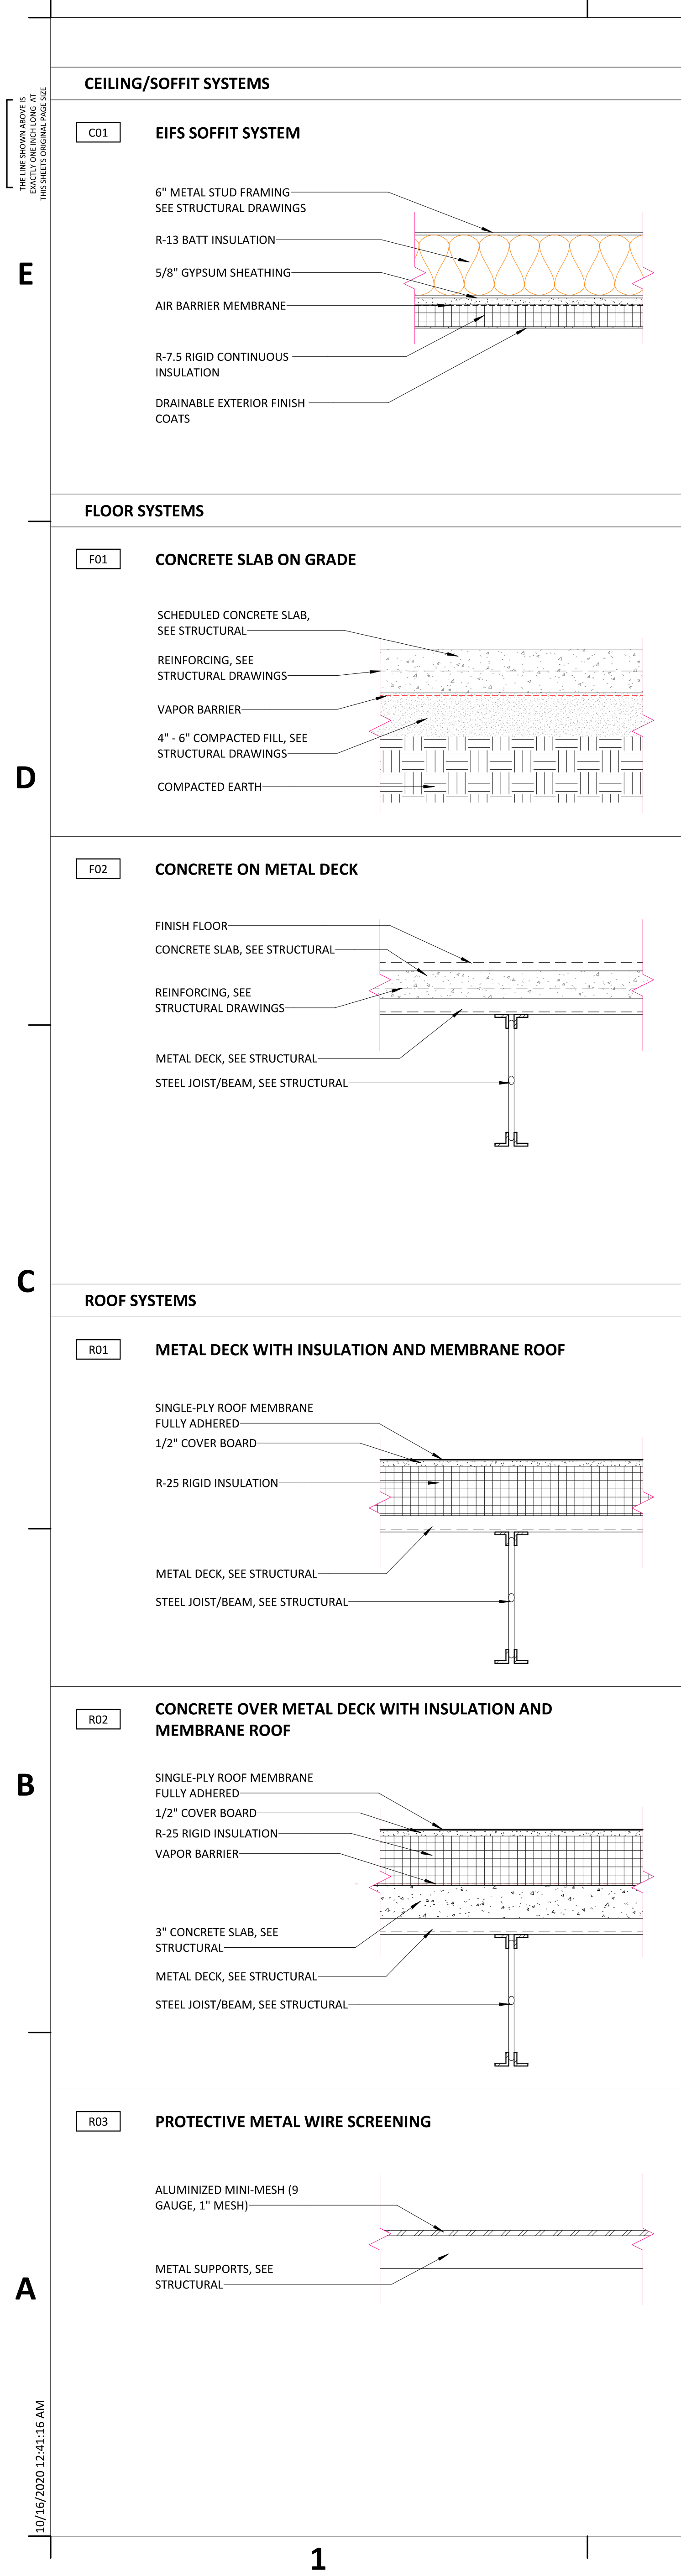 CEILING/SOFFIT SYSTEMS
THE LINE SHOWN ABOVE IS
EXACTLY ONE INCH LONG AT
THIS SHEETS ORIGINAL PAGE SIZE
C01
EIFS SOFFIT SYSTEM
6" METAL STUD FRAMING
SEE STRUCTURAL DRAWINGS
R-13 BATT INSULATION
E
5/8" GYPSUM SHEATHING
AIR BARRIER MEMBRANE
R-7.5 RIGID CONTINUOUS
INSULATION
DRAINABLE EXTERIOR FINISH
COATS
FLOOR SYSTEMS
F01
CONCRETE SLAB ON GRADE
SCHEDULED CONCRETE SLAB,
SEE STRUCTURAL
REINFORCING, SEE
STRUCTURAL DRAWINGS
VAPOR BARRIER
4" - 6" COMPACTED FILL, SEE
STRUCTURAL DRAWINGS
D
COMPACTED EARTH
F02
CONCRETE ON METAL DECK
FINISH FLOOR
CONCRETE SLAB, SEE STRUCTURAL
REINFORCING, SEE
STRUCTURAL DRAWINGS
METAL DECK, SEE STRUCTURAL
STEEL JOIST/BEAM, SEE STRUCTURAL
C
ROOF SYSTEMS
R01
METAL DECK WITH INSULATION AND MEMBRANE ROOF
SINGLE-PLY ROOF MEMBRANE
FULLY ADHERED
1/2" COVER BOARD
R-25 RIGID INSULATION
METAL DECK, SEE STRUCTURAL
STEEL JOIST/BEAM, SEE STRUCTURAL
R02
CONCRETE OVER METAL DECK WITH INSULATION AND
MEMBRANE ROOF
B
SINGLE-PLY ROOF MEMBRANE
FULLY ADHERED
1/2" COVER BOARD
R-25 RIGID INSULATION
VAPOR BARRIER
3" CONCRETE SLAB, SEE
STRUCTURAL
METAL DECK, SEE STRUCTURAL
STEEL JOIST/BEAM, SEE STRUCTURAL
R03
PROTECTIVE METAL WIRE SCREENING
ALUMINIZED MINI-MESH (9
GAUGE, 1" MESH)
METAL SUPPORTS, SEE
STRUCTURAL
A
10/16/2020 12:41:16 AM
1